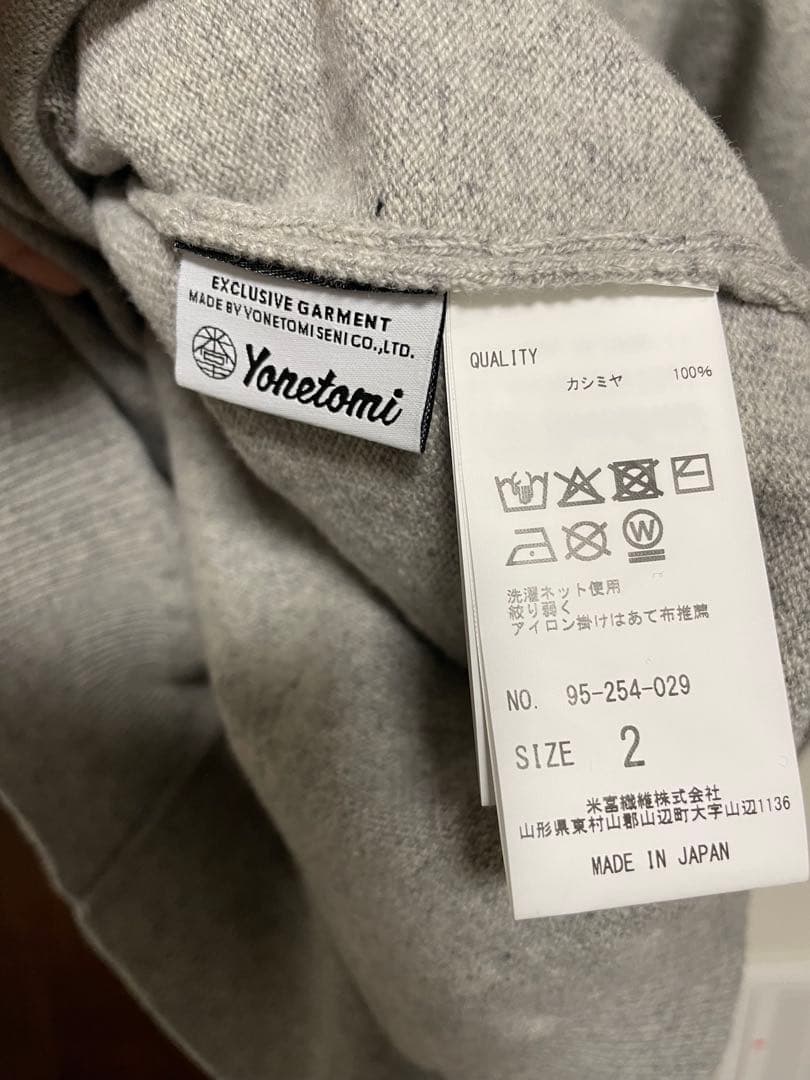 EXCLUSIVE GARMENT
MADE BY YONETOMISENI CO.,LTD.
Yonetomi
QUALITY
カシミヤ 100%
W
洗濯ネット使用
絞り弱く
アイロン掛けはあて布推薦
NO. 95-254-029
SIZE 2
米富繊維株式会社
山形県東村山郡山辺町大字山辺1136
MADE IN JAPAN